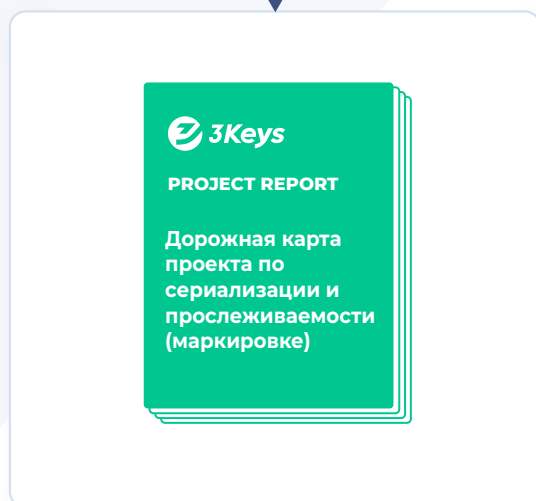 3Keys
PROJECT REPORT
Дорожная карта
проекта по
сериализации и
прослеживаемости
(маркировке)